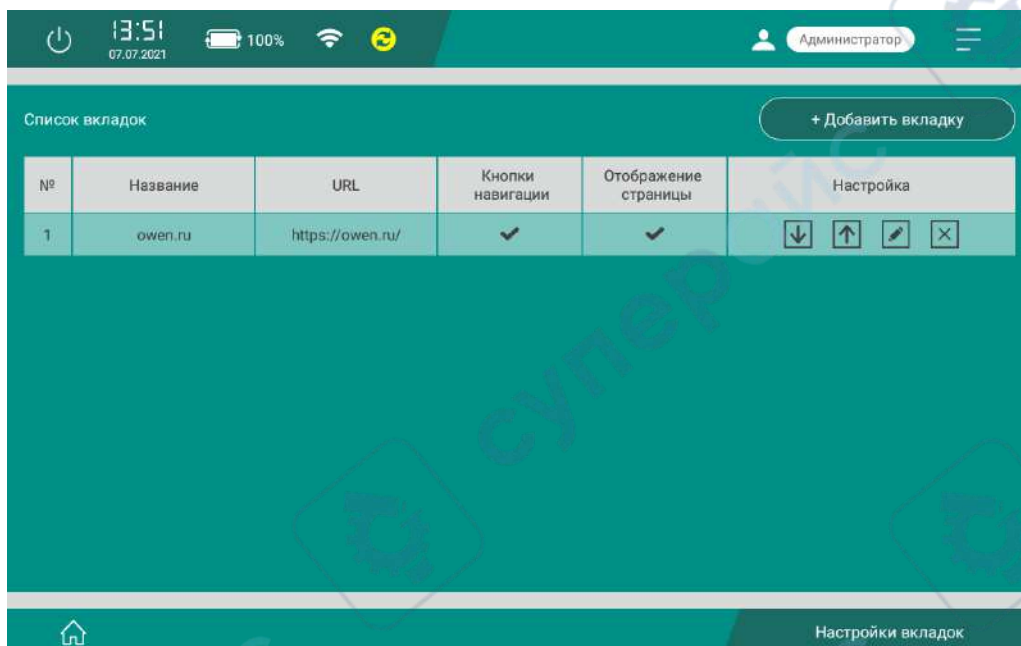 13:51
07.07.2021
100%
Администратор
Список вкладок
+ Добавить вкладку
№ Название URL Кнопки навигации Отображение страницы Настройка
1 owen.ru https://owen.ru/
Настройки вкладок
суперайс